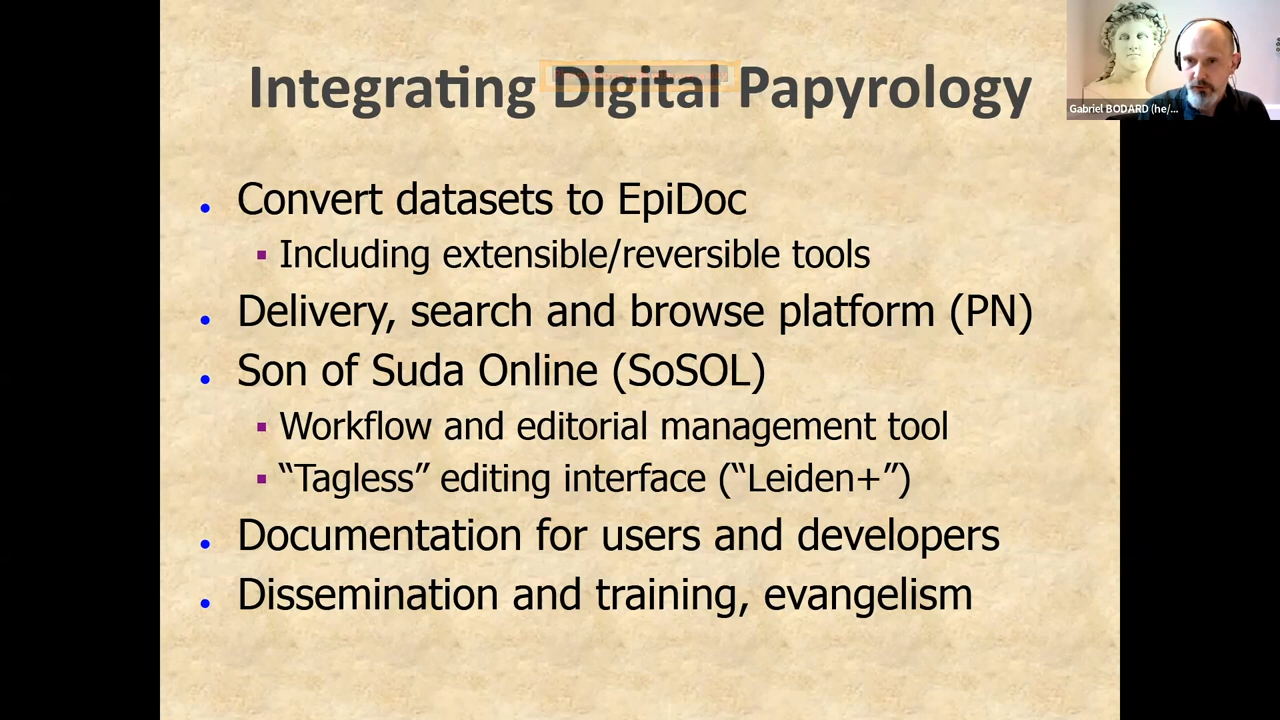 Integrating Digital Papyrology
Gabriel BODARD (he/...
• Convert datasets to EpiDoc
▪ Including extensible/reversible tools
• Delivery, search and browse platform (PN)
• Son of Suda Online (SoSOL)
▪ Workflow and editorial management tool
▪ “Tagless” editing interface (“Leiden+”)
• Documentation for users and developers
• Dissemination and training, evangelism